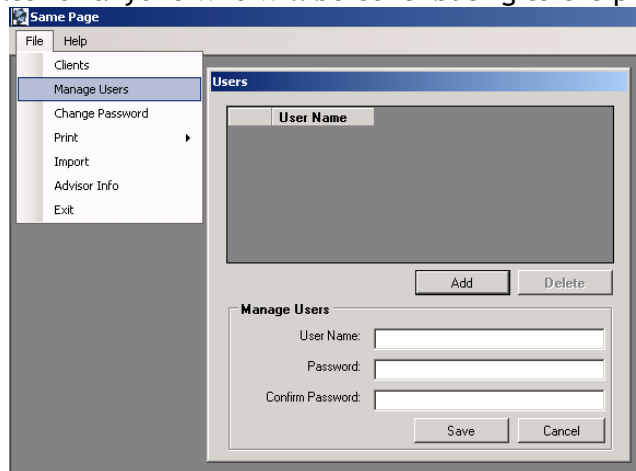 Same Page
File Help
Clients
Manage Users
Change Password
Print
Import
Advisor Info
Exit
Users
User Name
Add Delete
Manage Users
User Name:
Password:
Confirm Password:
Save Cancel